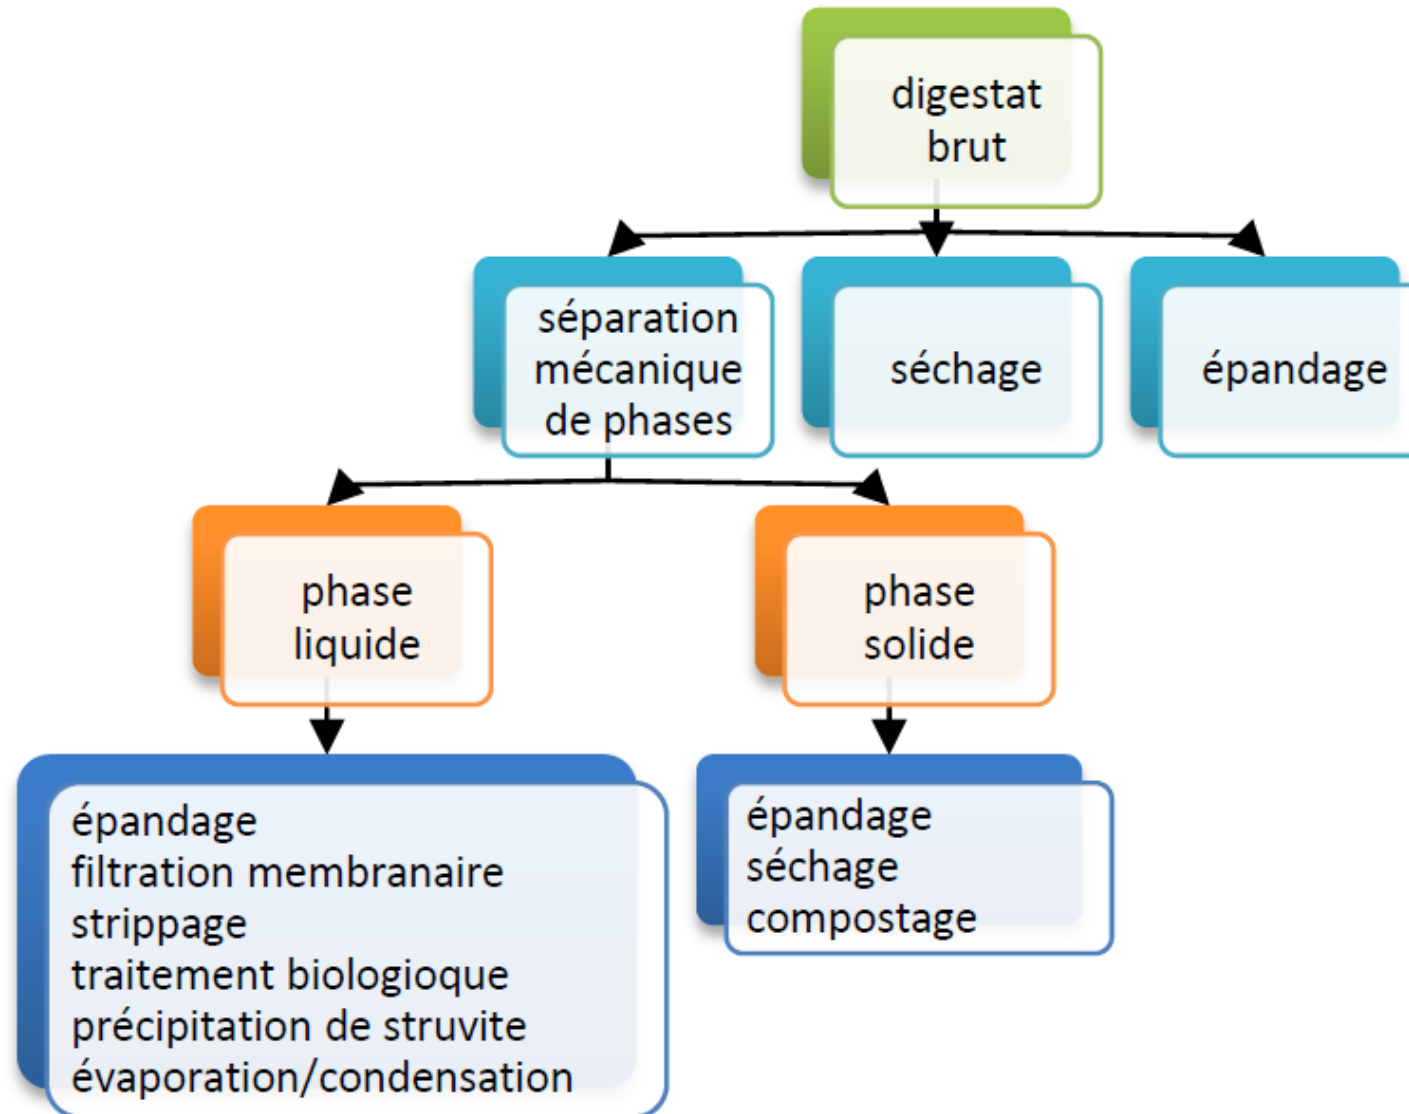 digestat
brut
séparation
mécanique
de phases
séchage
épandage
phase
liquide
phase
solide
épandage
filtration membranaire
strippage
traitement biologioque
précipitation de struvite
évaporation/condensation
épandage
séchage
compostage